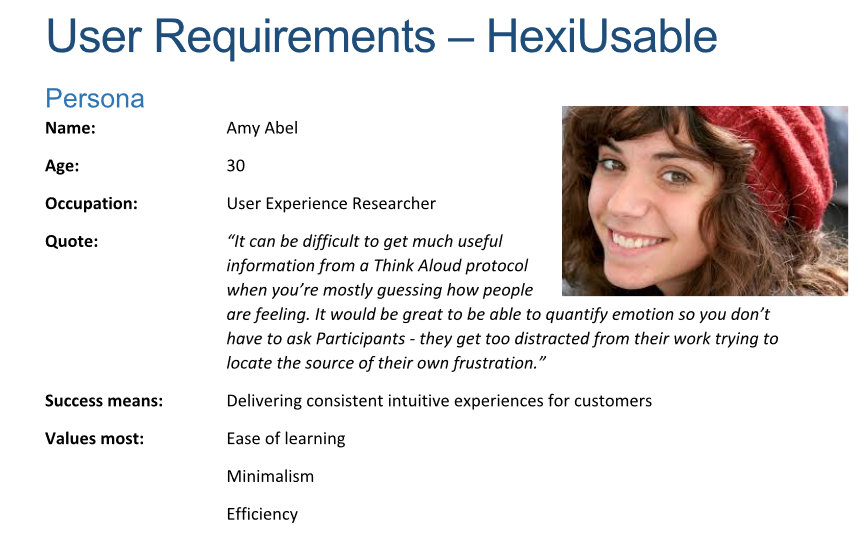 User Requirements – HexiUsable
Persona
Name: Amy Abel
Age: 30
Occupation: User Experience Researcher
Quote: “It can be difficult to get much useful
information from a Think Aloud protocol
when you’re mostly guessing how people
are feeling. It would be great to be able to quantify emotion so you don’t
have to ask Participants - they get too distracted from their work trying to
locate the source of their own frustration.”
Success means: Delivering consistent intuitive experiences for customers
Values most: Ease of learning
Minimalism
Efficiency